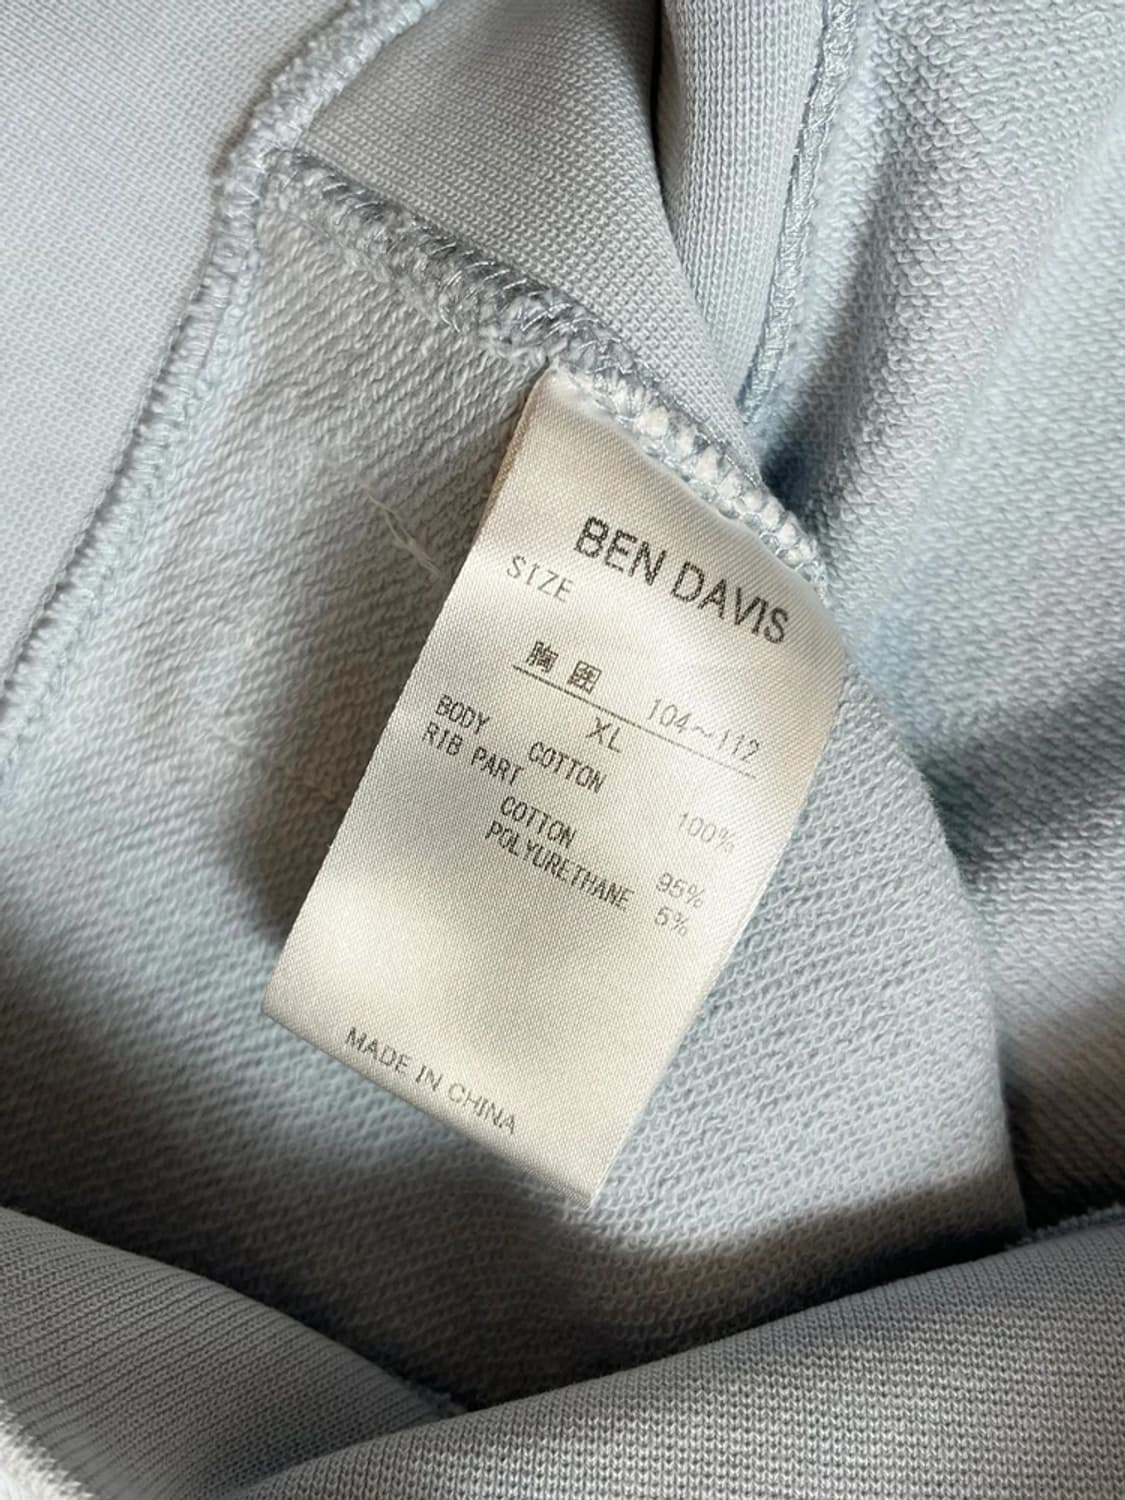 BEN DAVIS
SIZE
胸囲 104～112
XL
BODY
COTTON 100%
RIB PART
COTTON 95%
POLYURETHANE 5%
MADE IN CHINA